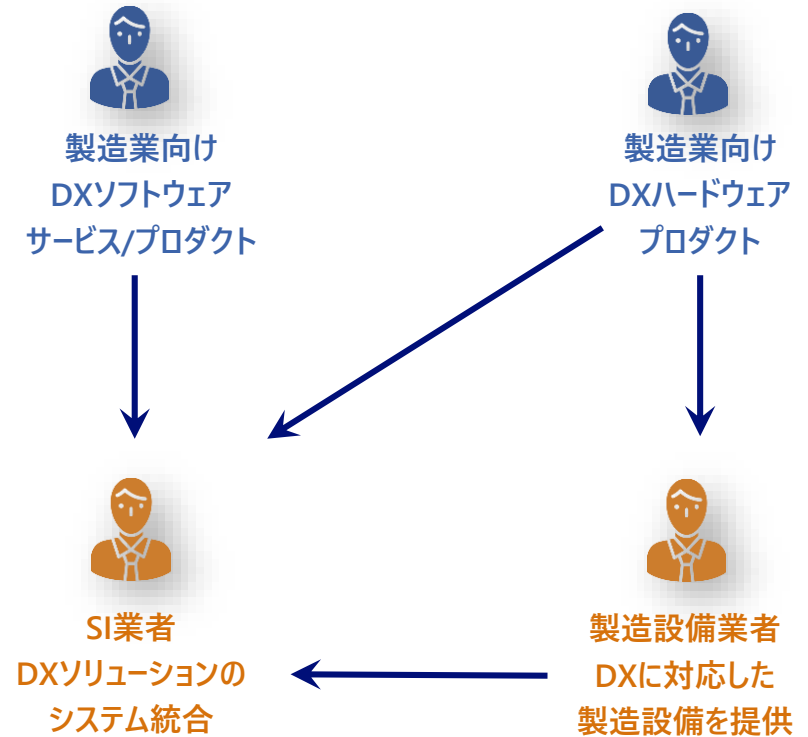 製造業向け
DXソフトウェア
サービス/プロダクト
製造業向け
DXハードウェア
プロダクト
SI業者
DXソリューションの
システム統合
製造設備業者
DXに対応した
製造設備を提供